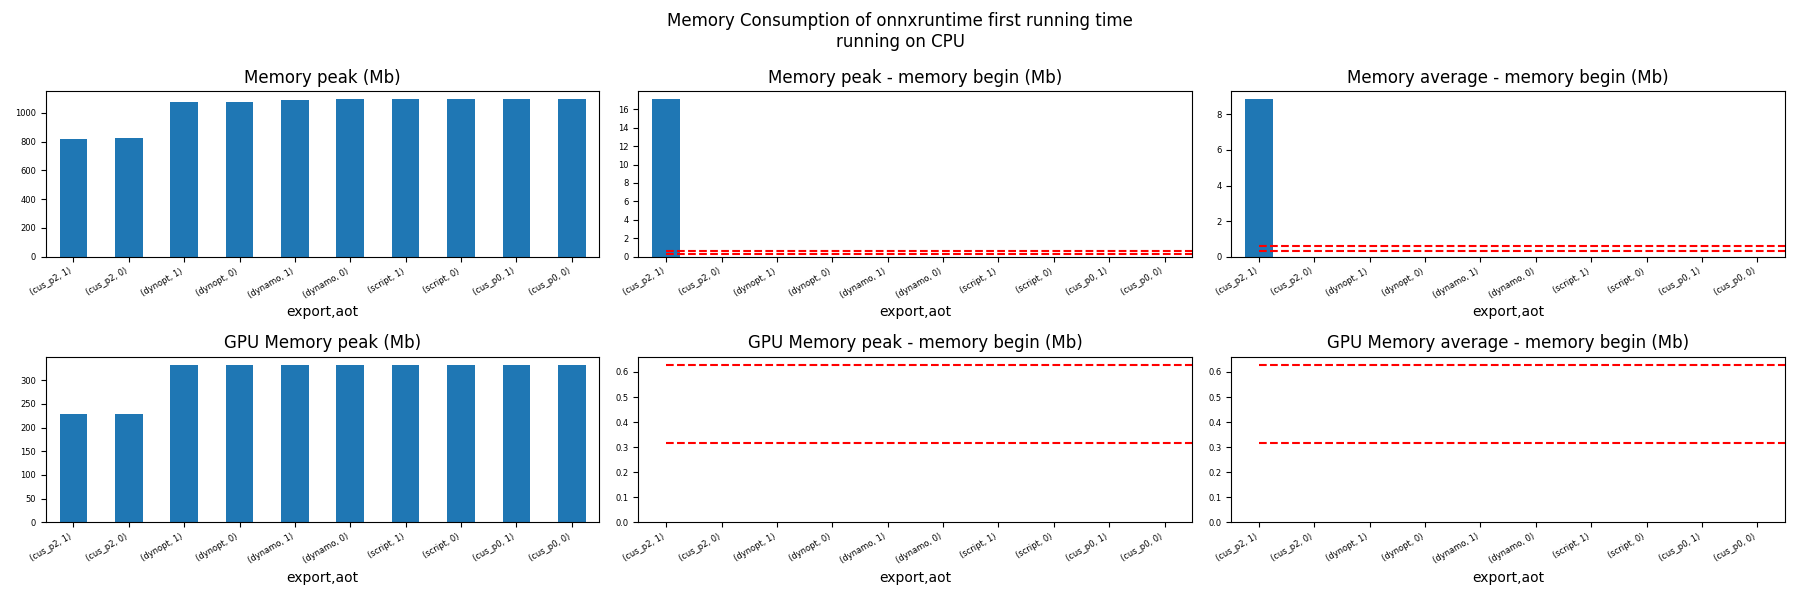 Memory Consumption of onnxruntime first running time
running on CPU
Memory peak (Mb)
1000
800
600
400
200
0
(cus_p2, 1)
(cus_p2, 0)
(dynopt, 1)
(dynopt, 0)
(dynamo, 1)
(dynamo, 0)
(script, 1)
(script, 0)
(cus_p0, 1)
(cus_p0, 0)
export,aot
Memory peak - memory begin (Mb)
16
14
12
10
8
6
4
2
0
(cus_p2, 1)
(cus_p2, 0)
(dynopt, 1)
(dynopt, 0)
(dynamo, 1)
(dynamo, 0)
(script, 1)
(script, 0)
(cus_p0, 1)
(cus_p0, 0)
export,aot
Memory average - memory begin (Mb)
8
6
4
2
0
(cus_p2, 1)
(cus_p2, 0)
(dynopt, 1)
(dynopt, 0)
(dynamo, 1)
(dynamo, 0)
(script, 1)
(script, 0)
(cus_p0, 1)
(cus_p0, 0)
export,aot
GPU Memory peak (Mb)
300
250
200
150
100
50
0
(cus_p2, 1)
(cus_p2, 0)
(dynopt, 1)
(dynopt, 0)
(dynamo, 1)
(dynamo, 0)
(script, 1)
(script, 0)
(cus_p0, 1)
(cus_p0, 0)
export,aot
GPU Memory peak - memory begin (Mb)
0.6
0.5
0.4
0.3
0.2
0.1
0.0
(cus_p2, 1)
(cus_p2, 0)
(dynopt, 1)
(dynopt, 0)
(dynamo, 1)
(dynamo, 0)
(script, 1)
(script, 0)
(cus_p0, 1)
(cus_p0, 0)
export,aot
GPU Memory average - memory begin (Mb)
0.6
0.5
0.4
0.3
0.2
0.1
0.0
(cus_p2, 1)
(cus_p2, 0)
(dynopt, 1)
(dynopt, 0)
(dynamo, 1)
(dynamo, 0)
(script, 1)
(script, 0)
(cus_p0, 1)
(cus_p0, 0)
export,aot